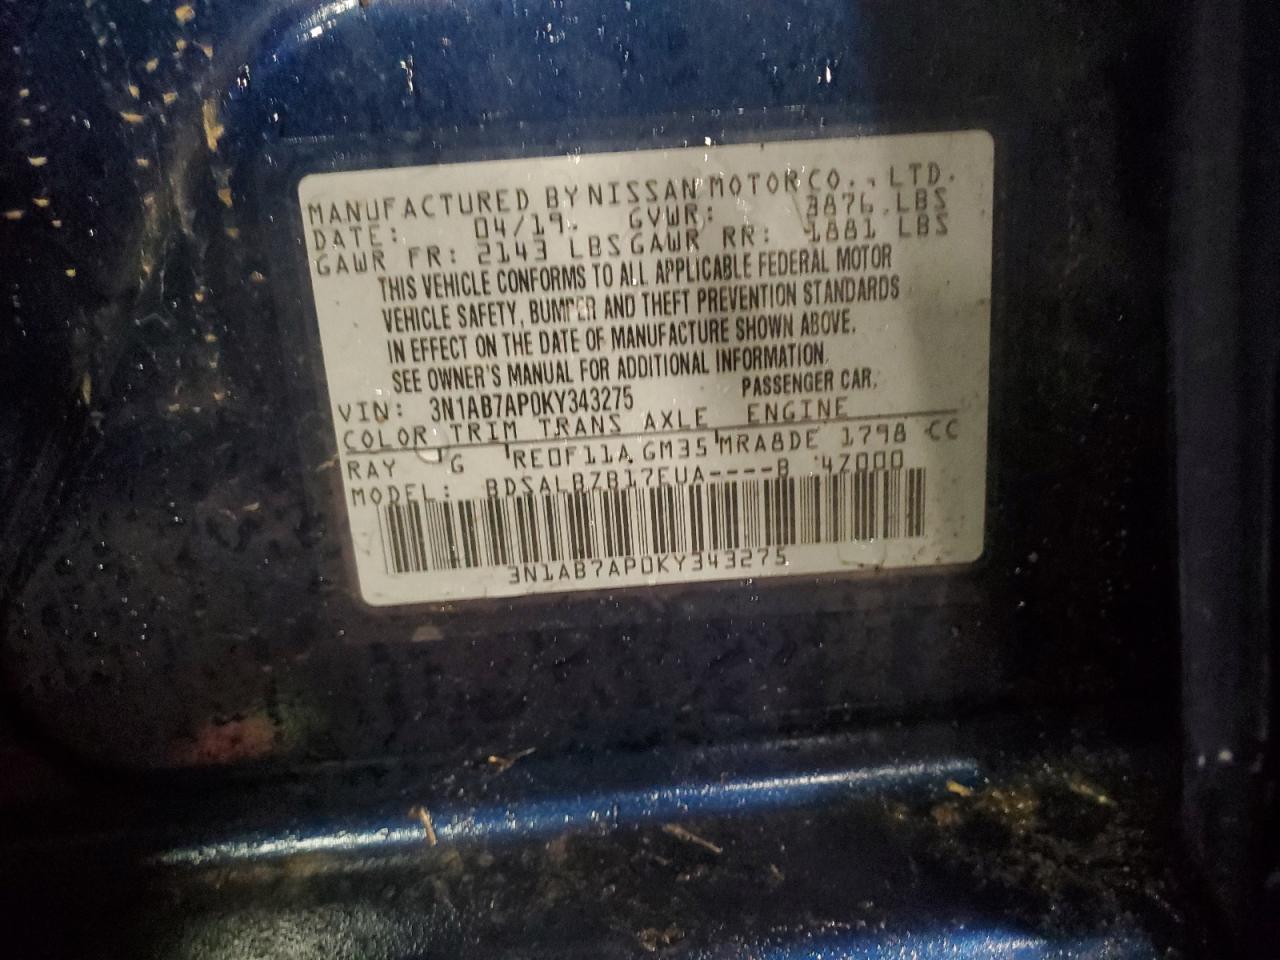 MANUFACTURED BY NISSAN MOTOR CO., LTD.
DATE: 04/19. GVWR: 3876 LBS
GAWR FR: 2143 LBS GAWR RR: 1881 LBS
THIS VEHICLE CONFORMS TO ALL APPLICABLE FEDERAL MOTOR
VEHICLE SAFETY, BUMPER AND THEFT PREVENTION STANDARDS
IN EFFECT ON THE DATE OF MANUFACTURE SHOWN ABOVE.
SEE OWNER'S MANUAL FOR ADDITIONAL INFORMATION.
VIN: 3N1AB7AP0KY343275 PASSENGER CAR.
COLOR TRIM TRANS AXLE ENGINE
RAY G RE0F11A GM35 MRA8DE 1798 CC
MODEL: BDSALBZB17EUA----B 4Z000
3N1AB7AP0KY343275